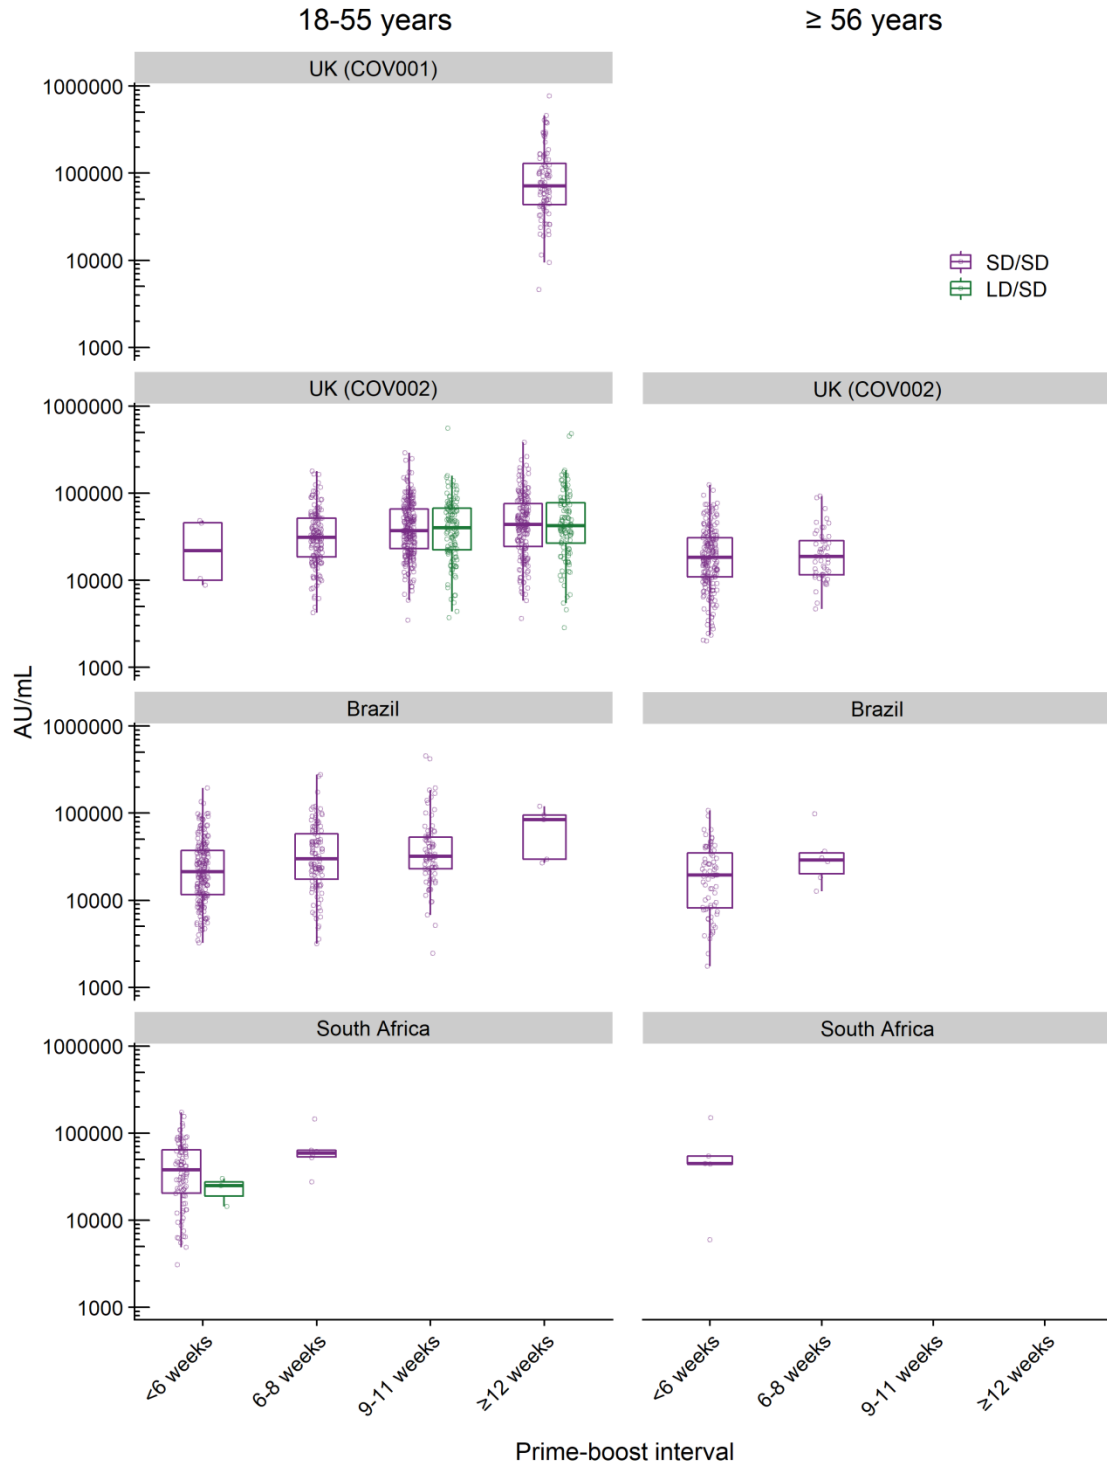 18-55 years
≥ 56 years
UK (COV001)
1000000
100000
10000
1000
SD/SD
LD/SD
UK (COV002)
UK (COV002)
1000000
100000
10000
1000
AU/mL
Brazil
Brazil
1000000
100000
10000
1000
South Africa
South Africa
1000000
100000
10000
1000
<6 weeks
6-8 weeks
9-11 weeks
≥12 weeks
<6 weeks
6-8 weeks
9-11 weeks
≥12 weeks
Prime-boost interval